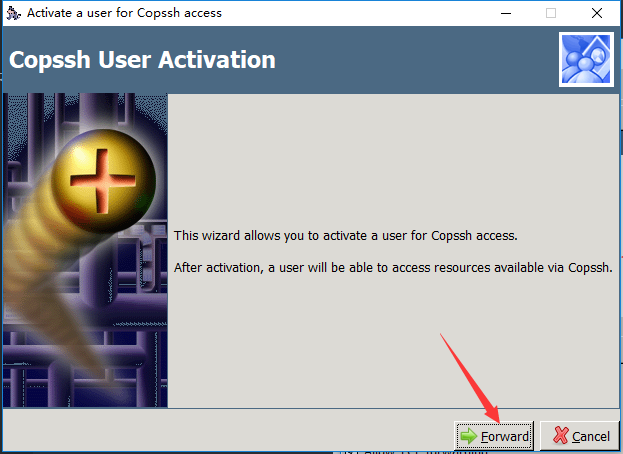 Activate a user for Copssh access
Copssh User Activation
This wizard allows you to activate a user for Copssh access.
After activation, a user will be able to access resources available via Copssh.
Forward
Cancel